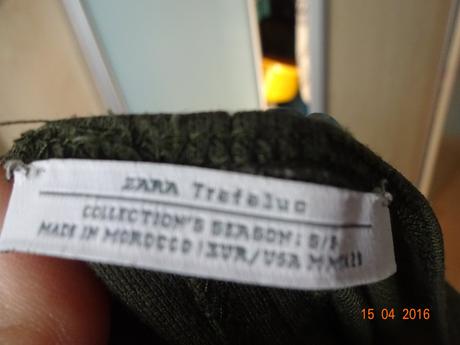 ZARA Trafaluc
COLLECTION'S SEASON: S/S
MADE IN MOROCCO / EUR/USA M
15 04 2016